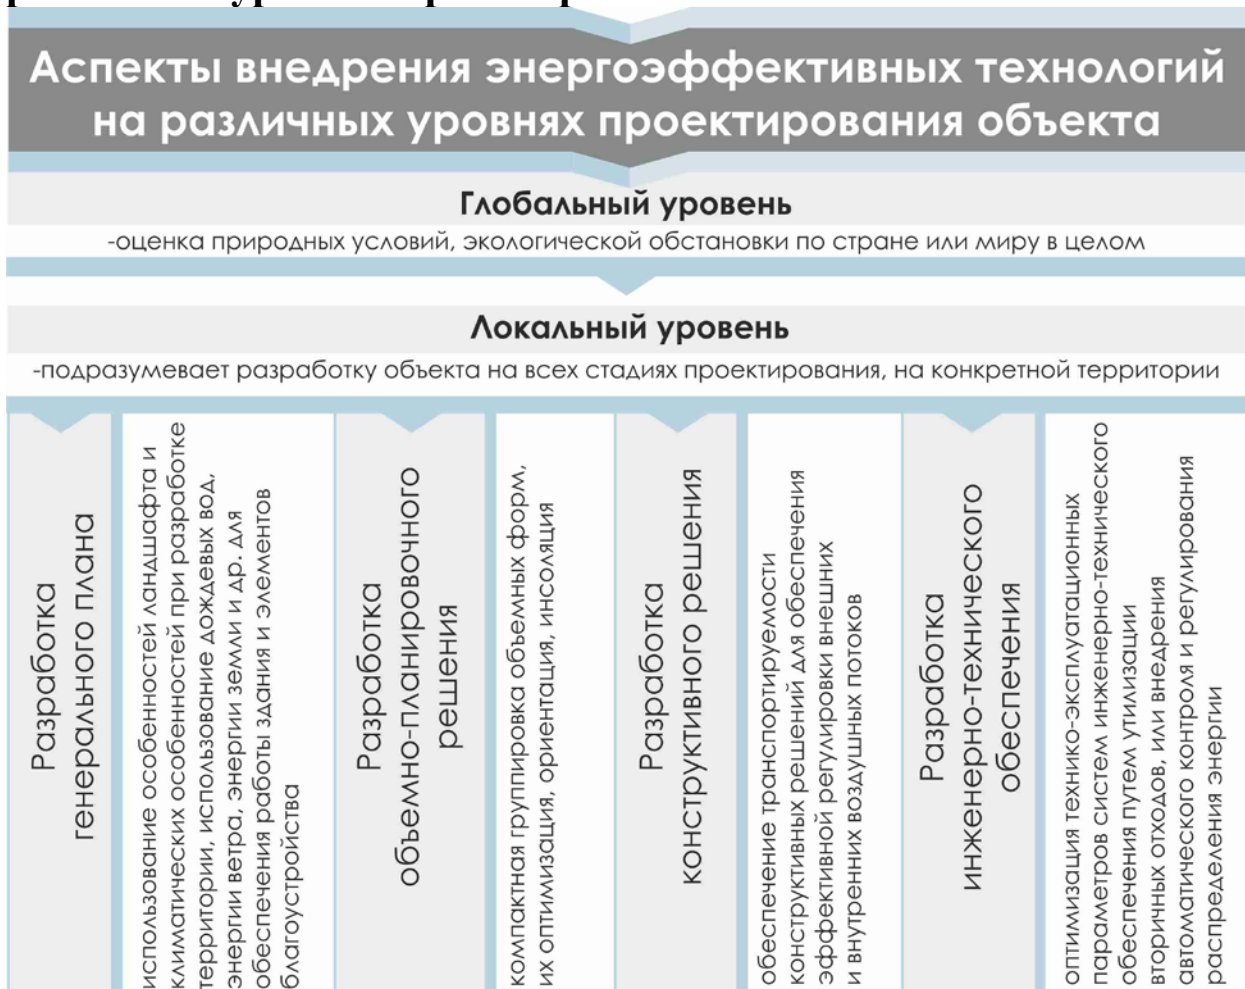 Аспекты внедрения энергоэффективных технологий
на различных уровнях проектирования объекта
Глобальный уровень
-оценка природных условий, экологической обстановки по стране или миру в целом
Локальный уровень
-подразумевает разработку объекта на всех стадиях проектирования, на конкретной территории
Разработка
генерального плана
использование особенностей ландшафта и
климатических особенностей при разработке
территории, использование дождевых вод,
энергии ветра, энергии земли и др. для
обеспечения работы здания и элементов
благоустройства
Разработка
объемно-планировочного
решения
компактная группировка объемных форм,
их оптимизация, ориентация, инсоляция
Разработка
конструктивного решения
обеспечение транспортируемости
конструктивных решений для обеспечения
эффективной регулировки внешних
и внутренних воздушных потоков
Разработка
инженерно-технического
обеспечения
оптимизация технико-эксплуатационных
параметров систем инженерно-технического
обеспечения путем утилизации
вторичных отходов, или внедрения
автоматического контроля и регулирования
распределения энергии